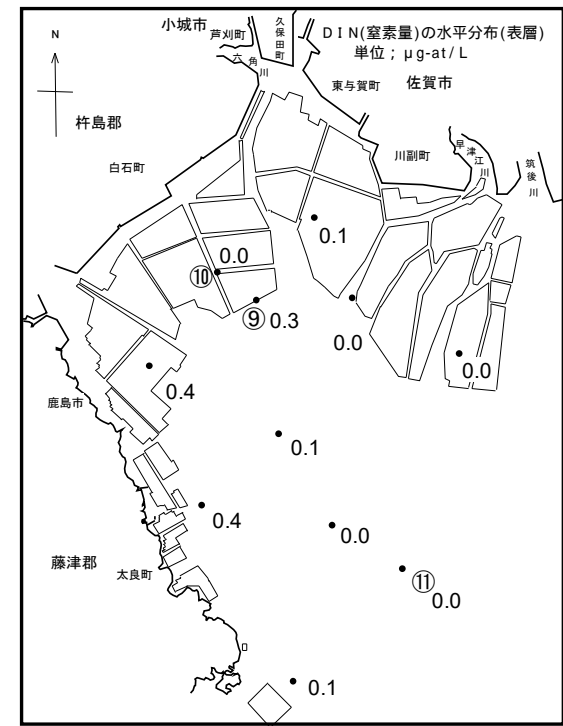 小城市
芦刈町
久保田町
DIN(窒素量)の水平分布(表層)
単位；μg-at/L
N
六角川
東与賀町
佐賀市
杵島郡
川副町
早津江川
筑後川
白石町
0.1
0.0
⑩
⑨ 0.3
0.0
0.0
0.4
鹿島市
0.1
0.4
0.0
藤津郡
太良町
⑪
0.0
0.1